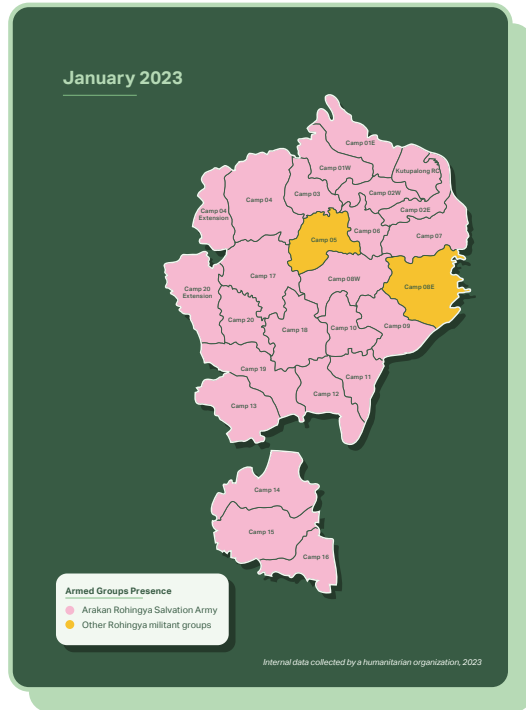 January 2023
Camp 01E
Camp 01W
Kutupalong RC
Camp 03
Camp 02W
Camp 04
Camp 04
Extension
Camp 02E
Camp 06
Camp 07
Camp 05
Camp 17
Camp 08W
Camp 08E
Camp 20
Extension
Camp 20
Camp 18
Camp 10
Camp 09
Camp 19
Camp 11
Camp 12
Camp 13
Camp 14
Camp 15
Camp 16
Armed Groups Presence
Arakan Rohingya Salvation Army
Other Rohingya militant groups
Internal data collected by a humanitarian organization, 2023